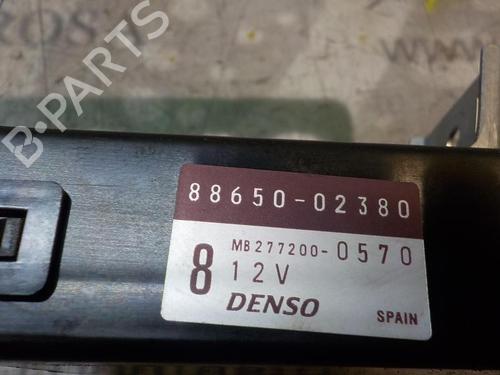 B-PARTS
88650-02380
MB277200-0570
8 12V
DENSO
SPAIN